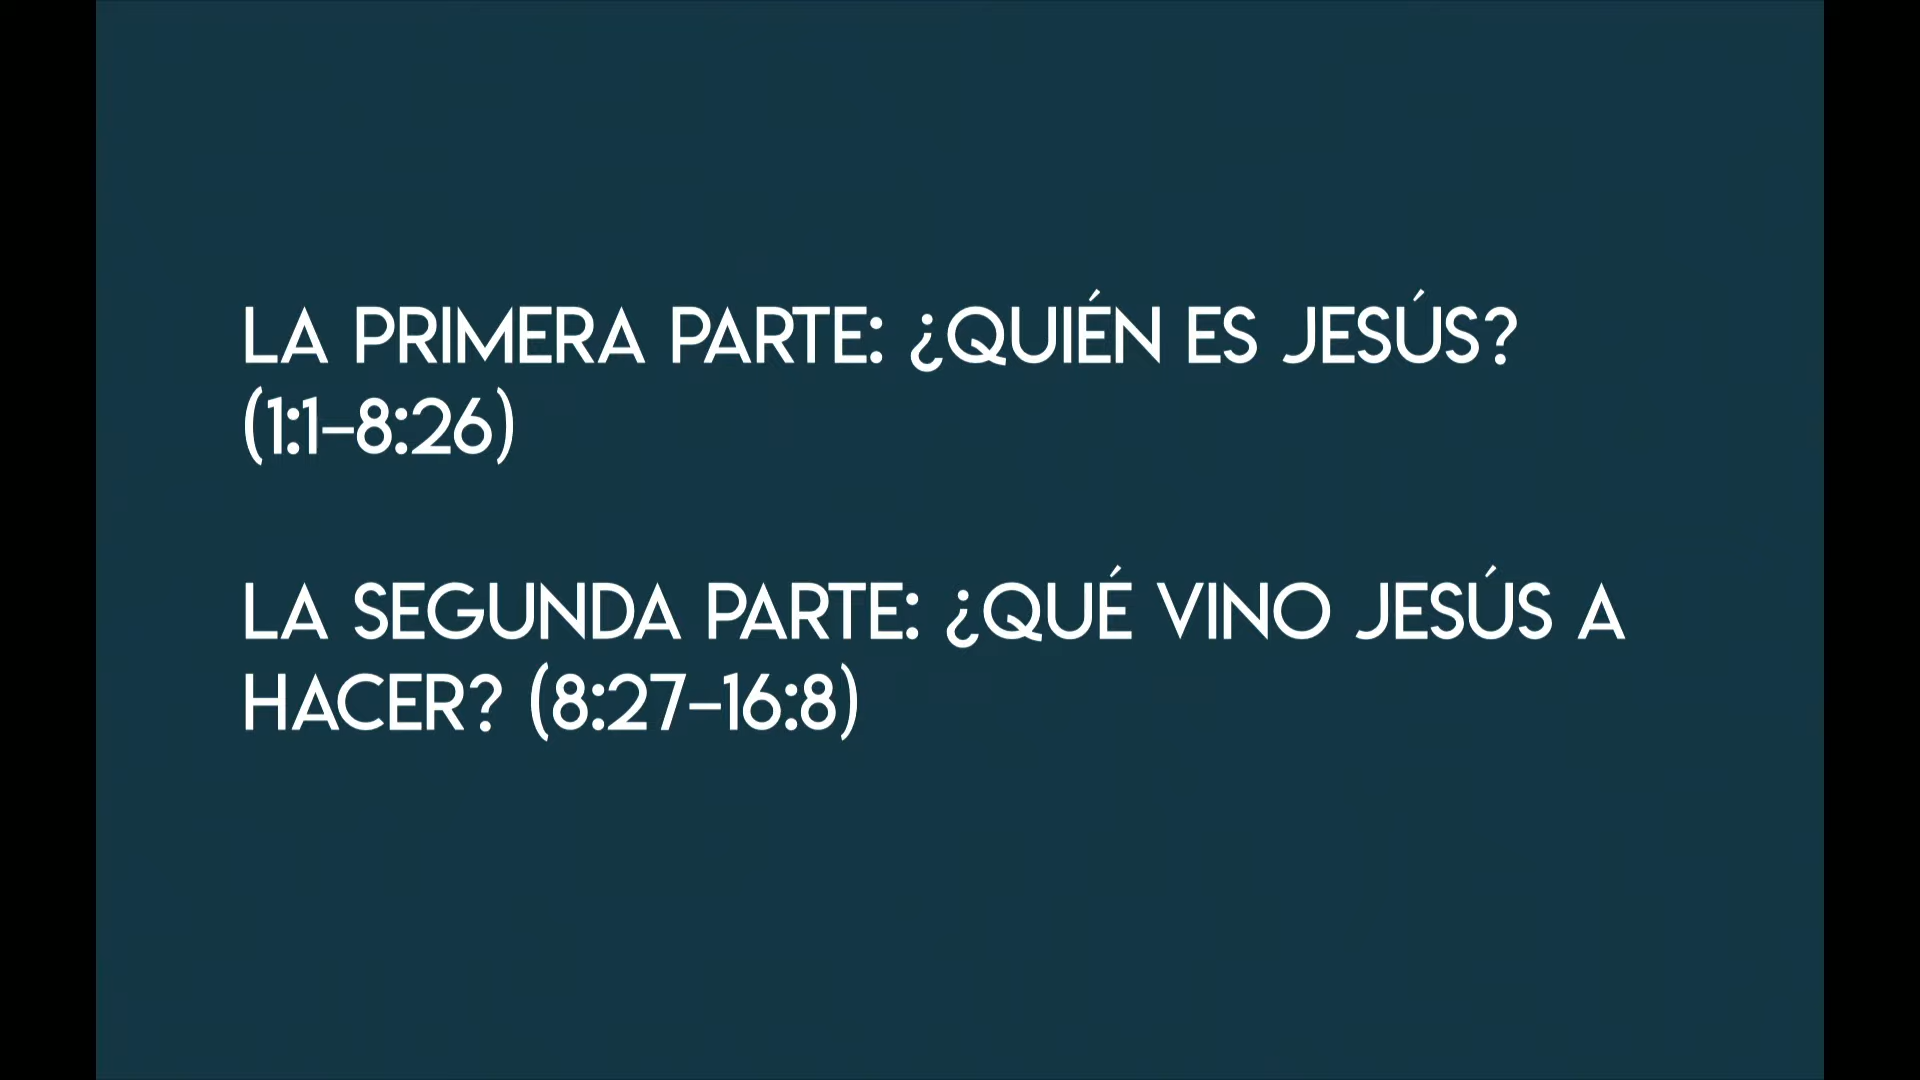 LA PRIMERA PARTE: ¿QUIÉN ES JESÚS?
(1:1–8:26)
LA SEGUNDA PARTE: ¿QUÉ VINO JESÚS A
HACER? (8:27–16:8)